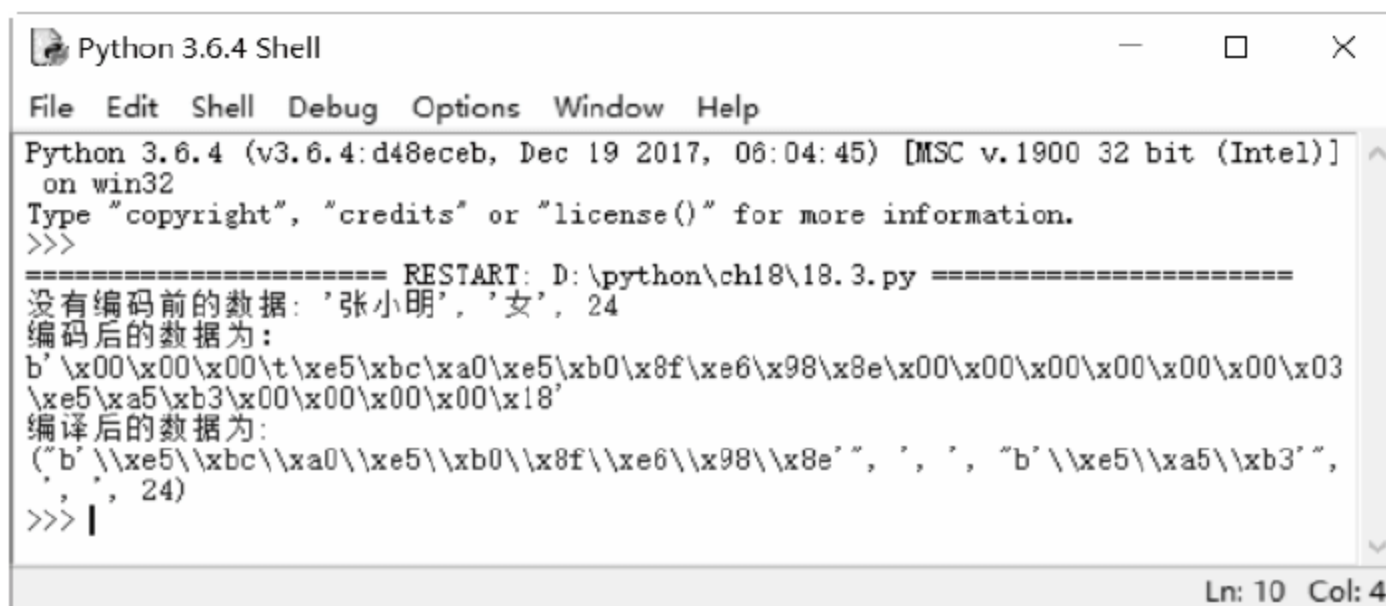 Python 3.6.4 Shell
File Edit Shell Debug Options Window Help
Python 3.6.4 (v3.6.4:d48eceb, Dec 19 2017, 06:04:45) [MSC v.1900 32 bit (Intel)]
on win32
Type "copyright", "credits" or "license()" for more information.
>>>
====================== RESTART: D:\python\ch18\18.3.py ======================
没有编码前的数据: '张小明', '女', 24
编码后的数据为:
b'\x00\x00\x00\t\xe5\xbc\xa0\xe5\xb0\x8f\xe6\x98\x8e\x00\x00\x00\x00\x00\x00\x03
\xe5\xa5\xb3\x00\x00\x00\x00\x18'
编译后的数据为:
("b'\\xe5\\xbc\\xa0\\xe5\\xb0\\x8f\\xe6\\x98\\x8e'", ', ', "b'\\xe5\\xa5\\xb3'",
', ', 24)
>>>
Ln: 10 Col: 4